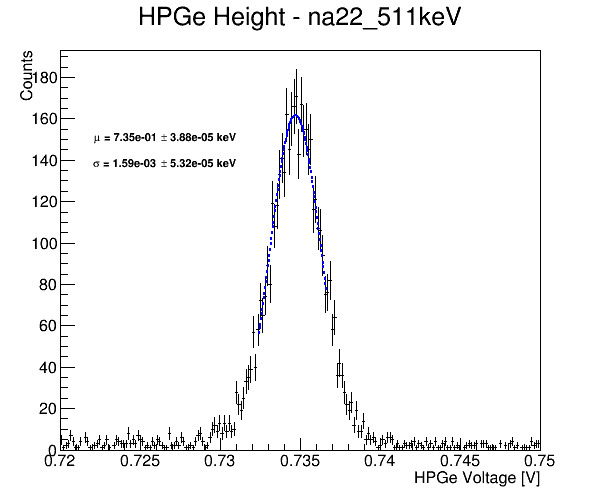 HPGe Height - na22_511keV
Counts
180
160
140
120
100
80
60
40
20
0
μ = 7.35e-01 ± 3.88e-05 keV
σ = 1.59e-03 ± 5.32e-05 keV
0.72 0.725 0.73 0.735 0.74 0.745 0.75
HPGe Voltage [V]